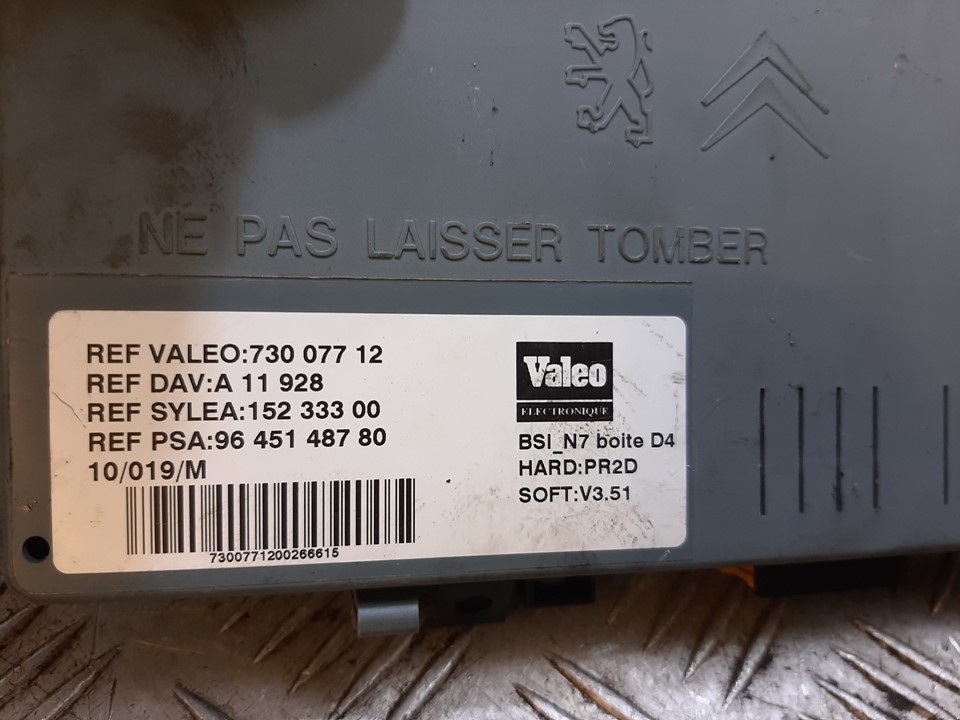 NE PAS LAISSER TOMBER
REF VALEO:730 077 12
REF DAV:A 11 928
REF SYLEA:152 333 00
REF PSA:96 451 487 80
10/019/M
7300771200266615
Valeo
ELECTRONIQUE
BSI_N7 boite D4
HARD:PR2D
SOFT:V3.51